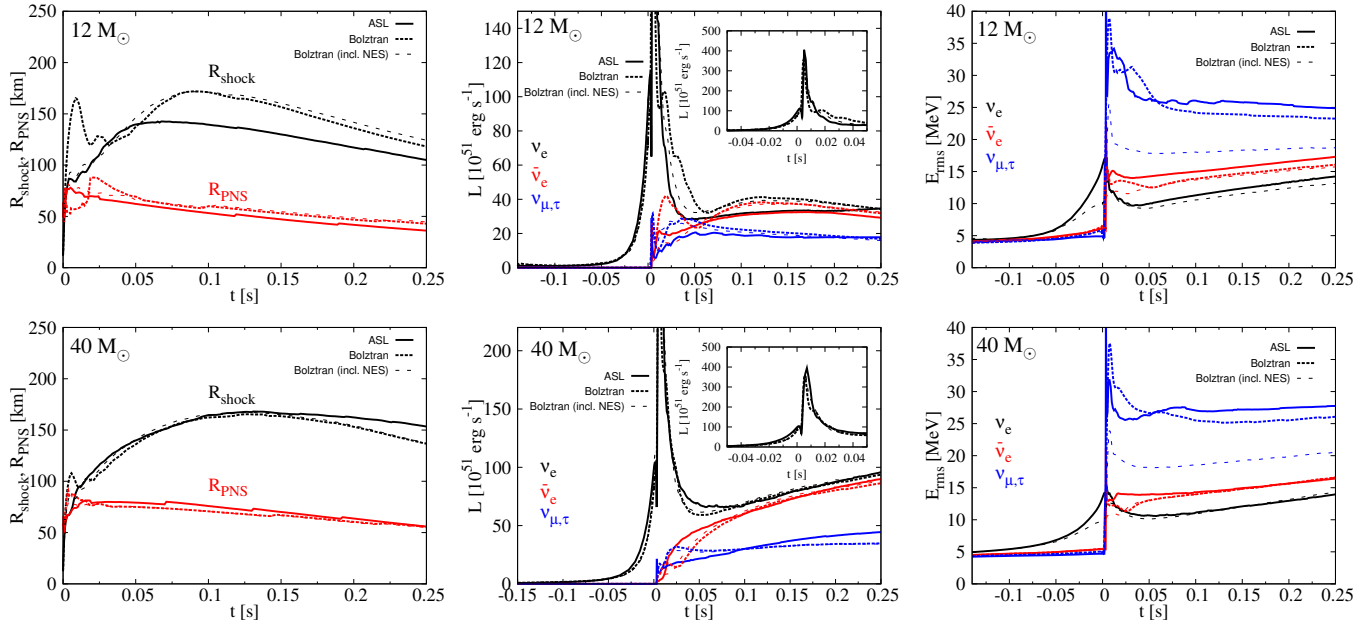 12 M⊙
ASL
Bolztran
Bolztran (incl. NES)
R_shock
R_PNS
R_shock, R_PNS [km]
250
200
150
100
50
0
0 0.05 0.1 0.15 0.2 0.25
t [s]
12 M⊙
ASL
Bolztran
Bolztran (incl. NES)
ν_e
ν̄_e
ν_μ,τ
L [10^51 erg s^-1]
140
120
100
80
60
40
20
0
-0.15 -0.1 -0.05 0 0.05 0.1 0.15 0.2 0.25
t [s]
L [10^51 erg s^-1]
500
400
300
200
100
0
-0.04 -0.02 0.00 0.02 0.04
t [s]
12 M⊙
ASL
Bolztran
Bolztran (incl. NES)
ν_e
ν̄_e
ν_μ,τ
E_rms [MeV]
40
35
30
25
20
15
10
5
0
-0.1 -0.05 0 0.05 0.1 0.15 0.2 0.25
t [s]
40 M⊙
ASL
Bolztran
Bolztran (incl. NES)
R_shock
R_PNS
R_shock, R_PNS [km]
250
200
150
100
50
0
0 0.05 0.1 0.15 0.2 0.25
t [s]
40 M⊙
ASL
Bolztran
Bolztran (incl. NES)
ν_e
ν̄_e
ν_μ,τ
L [10^51 erg s^-1]
200
150
100
50
0
-0.15 -0.1 -0.05 0 0.05 0.1 0.15 0.2 0.25
t [s]
L [10^51 erg s^-1]
500
400
300
200
100
0
-0.04 -0.02 0.00 0.02 0.04
t [s]
40 M⊙
ASL
Bolztran
Bolztran (incl. NES)
ν_e
ν̄_e
ν_μ,τ
E_rms [MeV]
40
35
30
25
20
15
10
5
0
-0.1 -0.05 0 0.05 0.1 0.15 0.2 0.25
t [s]